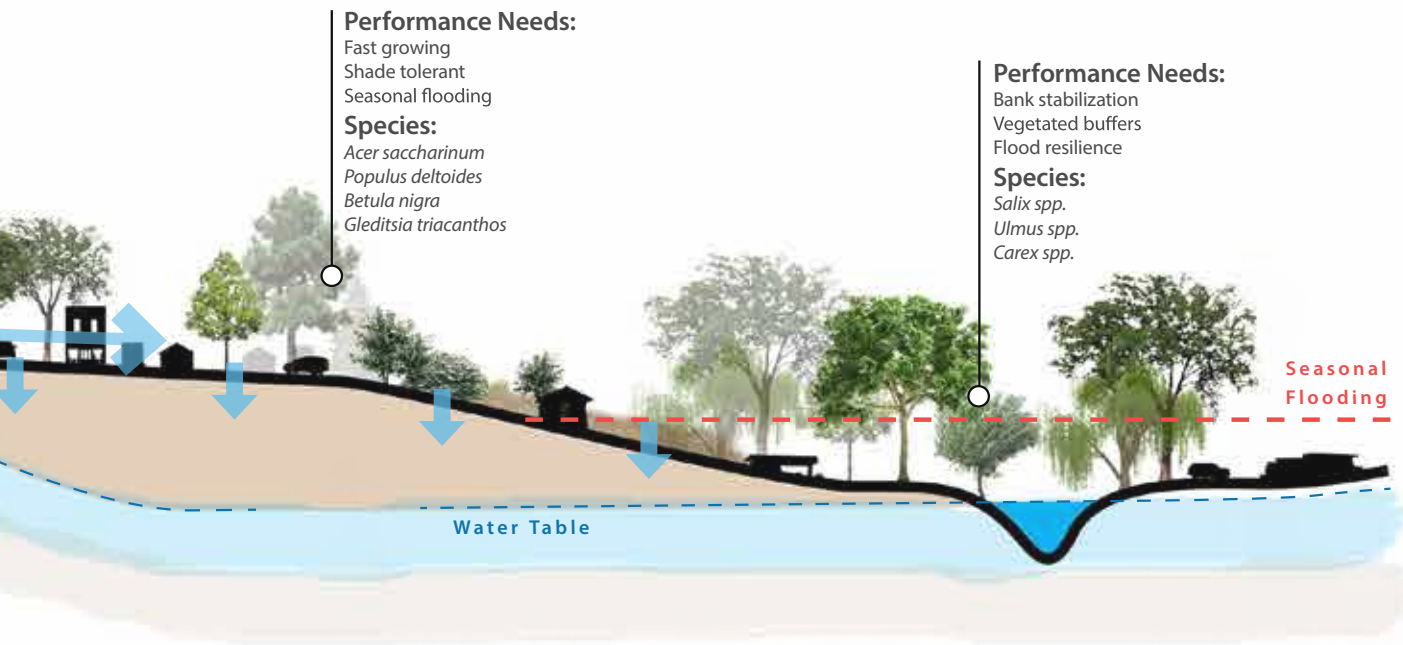 Performance Needs:
Fast growing
Shade tolerant
Seasonal flooding
Species:
Acer saccharinum
Populus deltoides
Betula nigra
Gleditsia triacanthos
Performance Needs:
Bank stabilization
Vegetated buffers
Flood resilience
Species:
Salix spp.
Ulmus spp.
Carex spp.
Seasonal
Flooding
Water Table